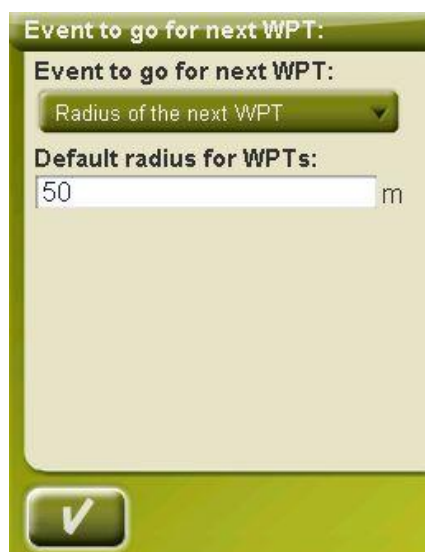 Event to go for next WPT:
Event to go for next WPT:
Radius of the next WPT
Default radius for WPTs:
50 m